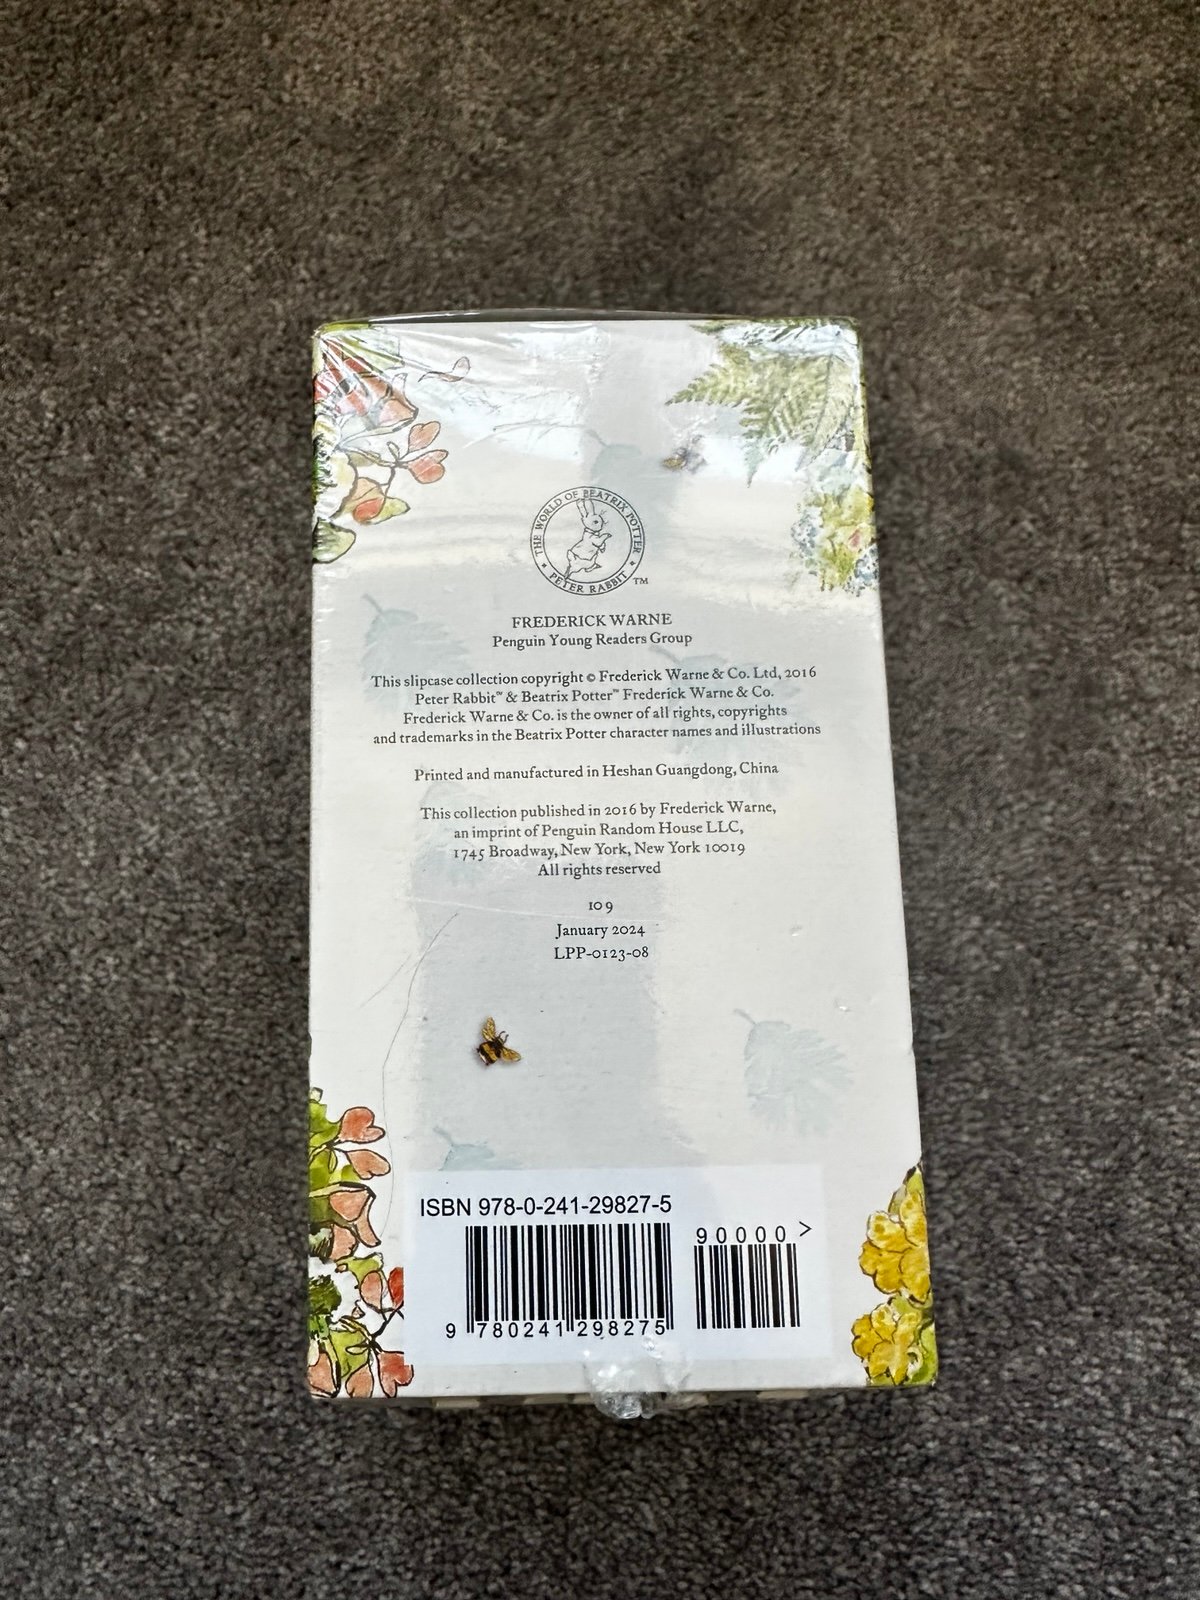 THE WORLD OF BEATRIX POTTER
PETER RABBIT
TM
FREDERICK WARNE
Penguin Young Readers Group
This slipcase collection copyright © Frederick Warne & Co. Ltd, 2016
Peter Rabbit™ & Beatrix Potter™ Frederick Warne & Co.
Frederick Warne & Co. is the owner of all rights, copyrights
and trademarks in the Beatrix Potter character names and illustrations
Printed and manufactured in Heshan Guangdong, China
This collection published in 2016 by Frederick Warne,
an imprint of Penguin Random House LLC,
1745 Broadway, New York, New York 10019
All rights reserved
10 9
January 2024
LPP-0123-08
ISBN 978-0-241-29827-5
90000>
9 780241 298275